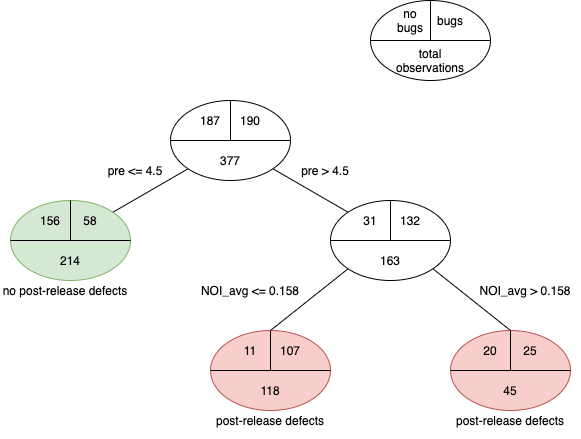 no
bugs
bugs
total
observations
187
190
377
pre <= 4.5
pre > 4.5
156
58
214
no post-release defects
31
132
163
NOI_avg <= 0.158
NOI_avg > 0.158
11
107
118
post-release defects
20
25
45
post-release defects